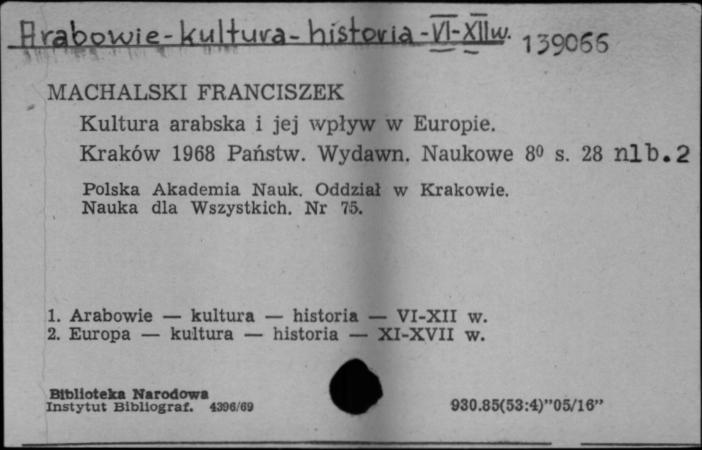 Arabowie-kultura-historia-VI-XIIw. 139066
MACHALSKI FRANCISZEK
Kultura arabska i jej wpływ w Europie.
Kraków 1968 Państw. Wydawn. Naukowe 8⁰ s. 28 nlb.2
Polska Akademia Nauk. Oddział w Krakowie.
Nauka dla Wszystkich. Nr 75.
1. Arabowie — kultura — historia — VI-XII w.
2. Europa — kultura — historia — XI-XVII w.
Biblioteka Narodowa
Instytut Bibliograf. 4396/69 930.85(53:4)"05/16"